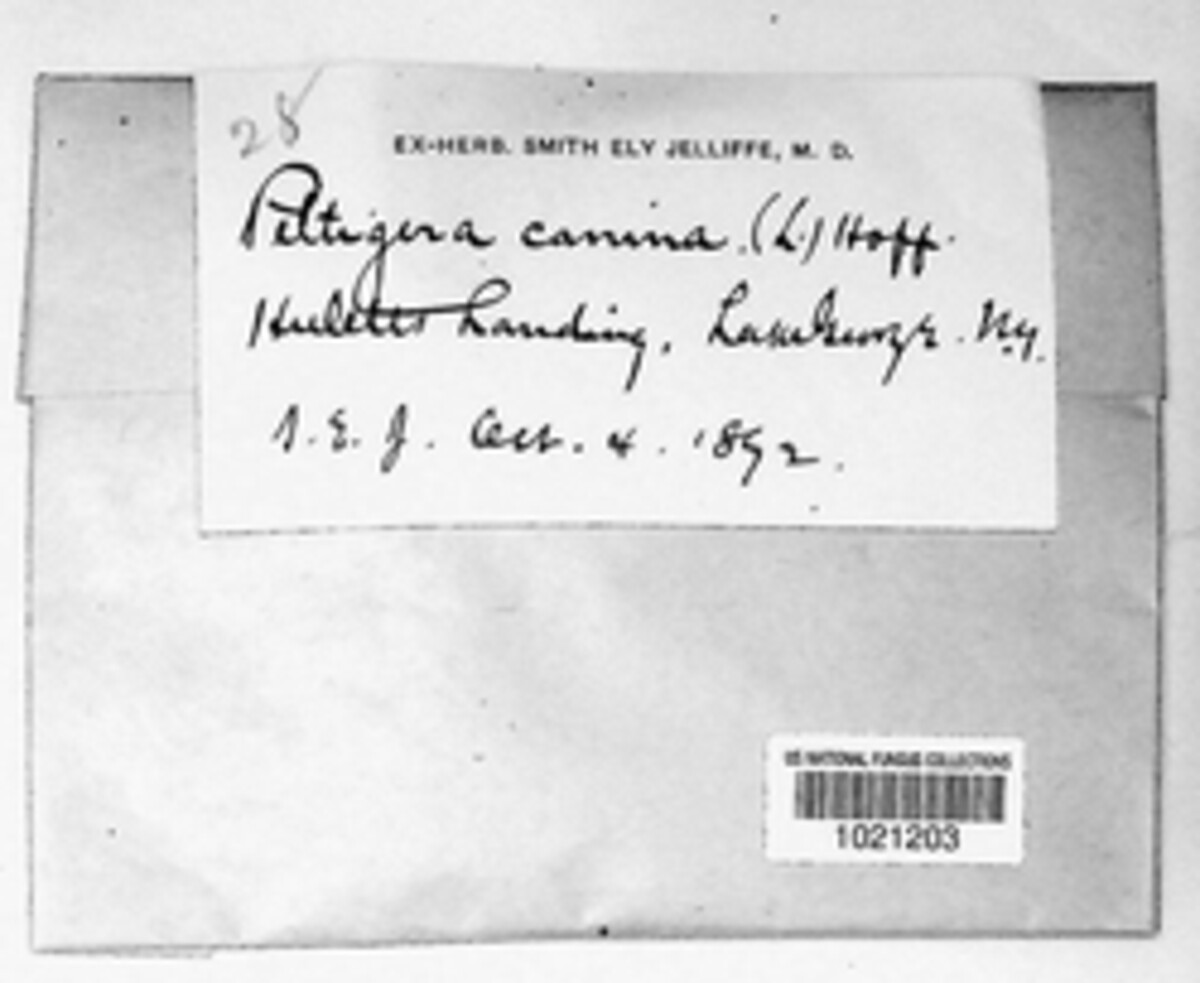 28
EX-HERB. SMITH ELY JELLIFFE, M. D.
Peltigera canina. (L.) Hoff.
Huletts Landing, Lake George. N.Y.
S. E. J. Oct. 4. 1892.
US NATIONAL FUNGUS COLLECTIONS
1021203